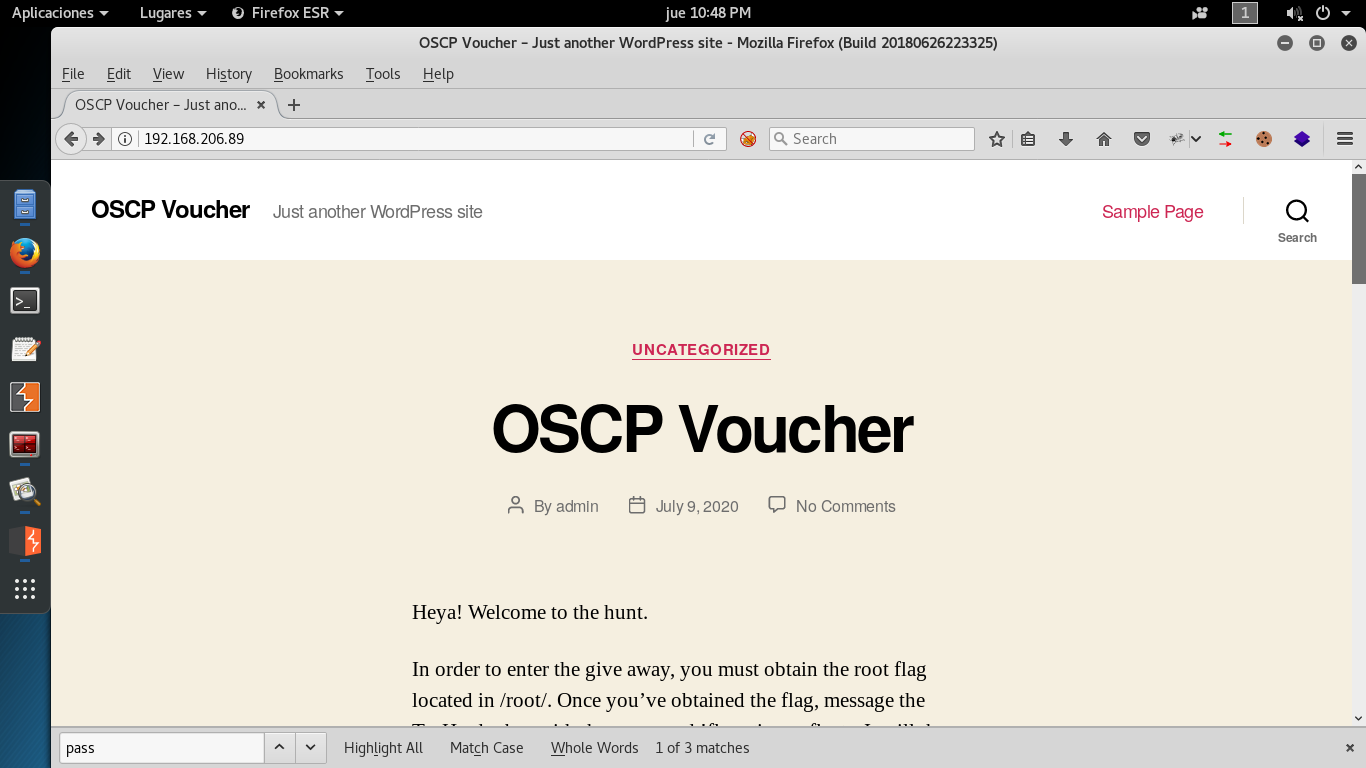 Aplicaciones Lugares Firefox ESR jue 10:48 PM 1
OSCP Voucher – Just another WordPress site - Mozilla Firefox (Build 20180626223325)
File Edit View History Bookmarks Tools Help
OSCP Voucher – Just ano...
192.168.206.89 Search
OSCP Voucher Just another WordPress site Sample Page
Search
UNCATEGORIZED
OSCP Voucher
By admin July 9, 2020 No Comments
Heya! Welcome to the hunt.
In order to enter the give away, you must obtain the root flag
located in /root/. Once you’ve obtained the flag, message the
pass Highlight All Match Case Whole Words 1 of 3 matches